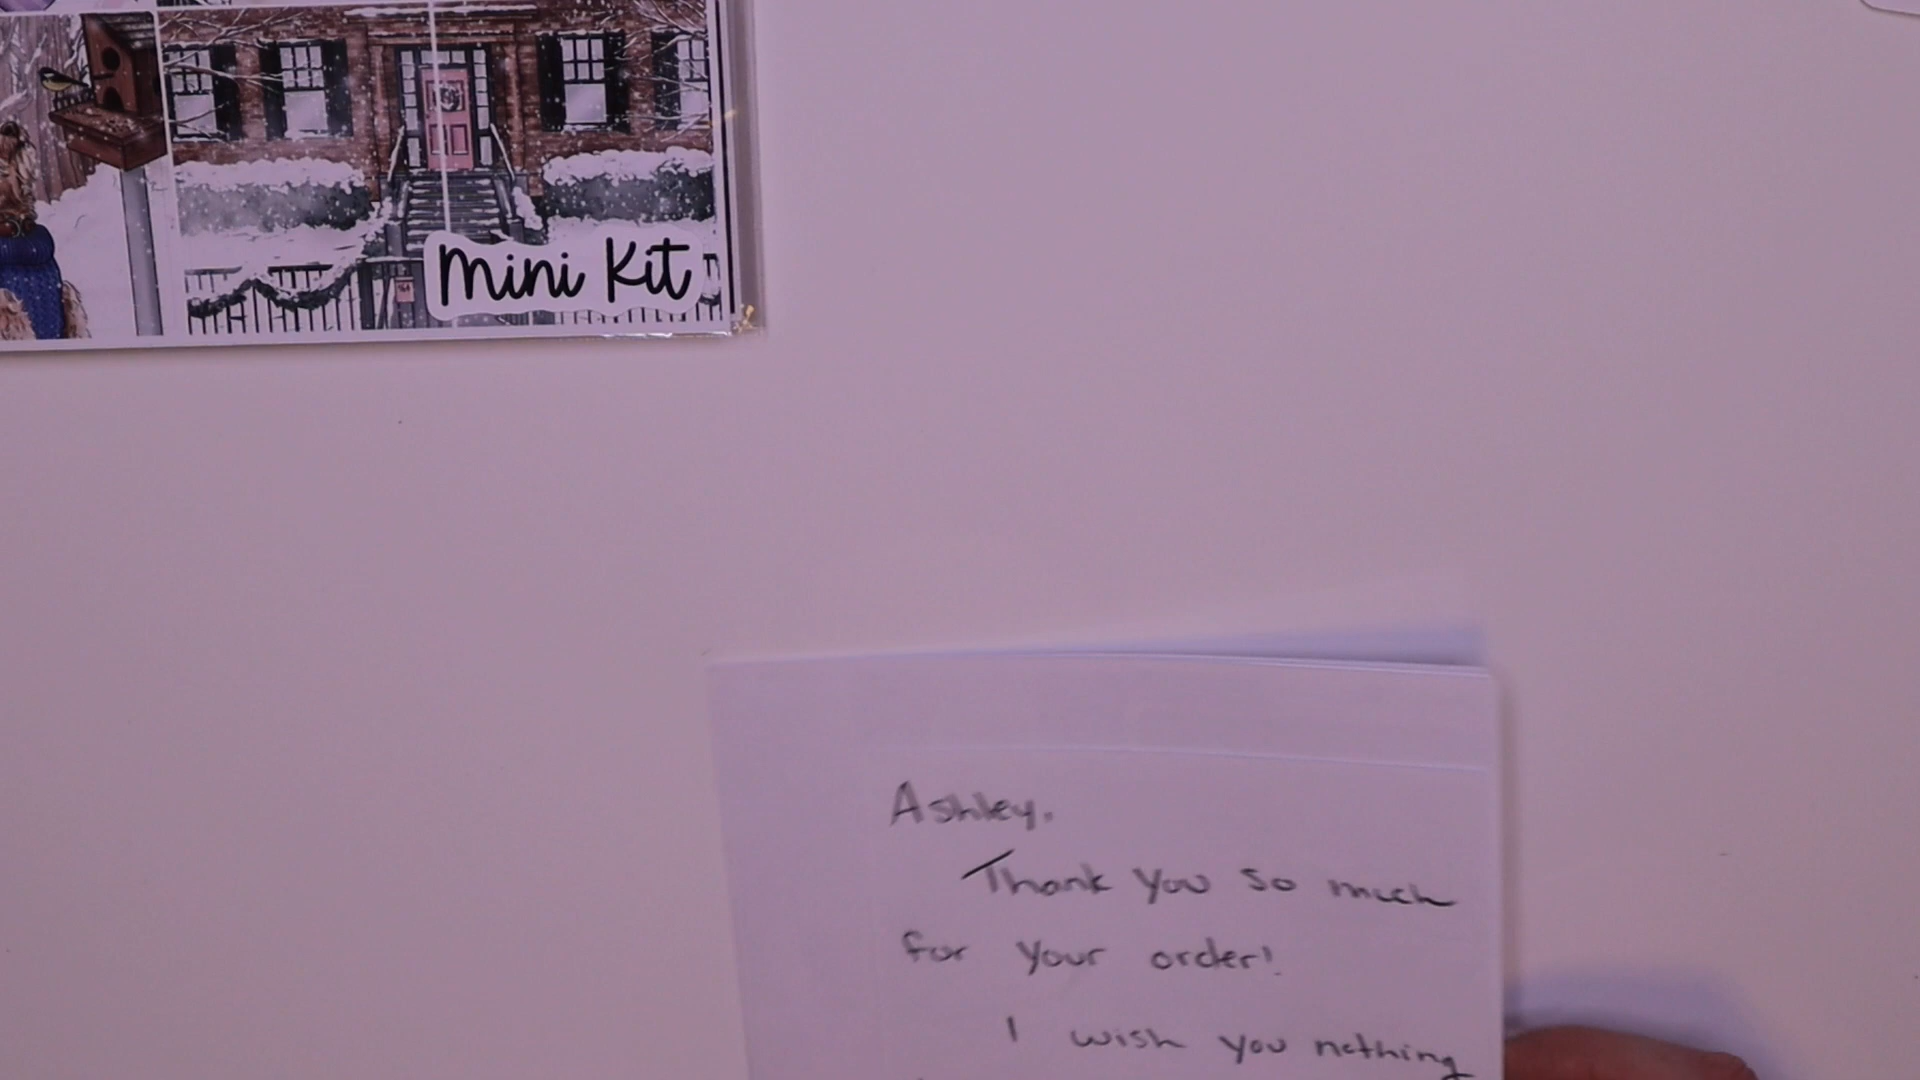 Mini Kit
Ashley,
Thank you so much
for your order!
I wish you nothing